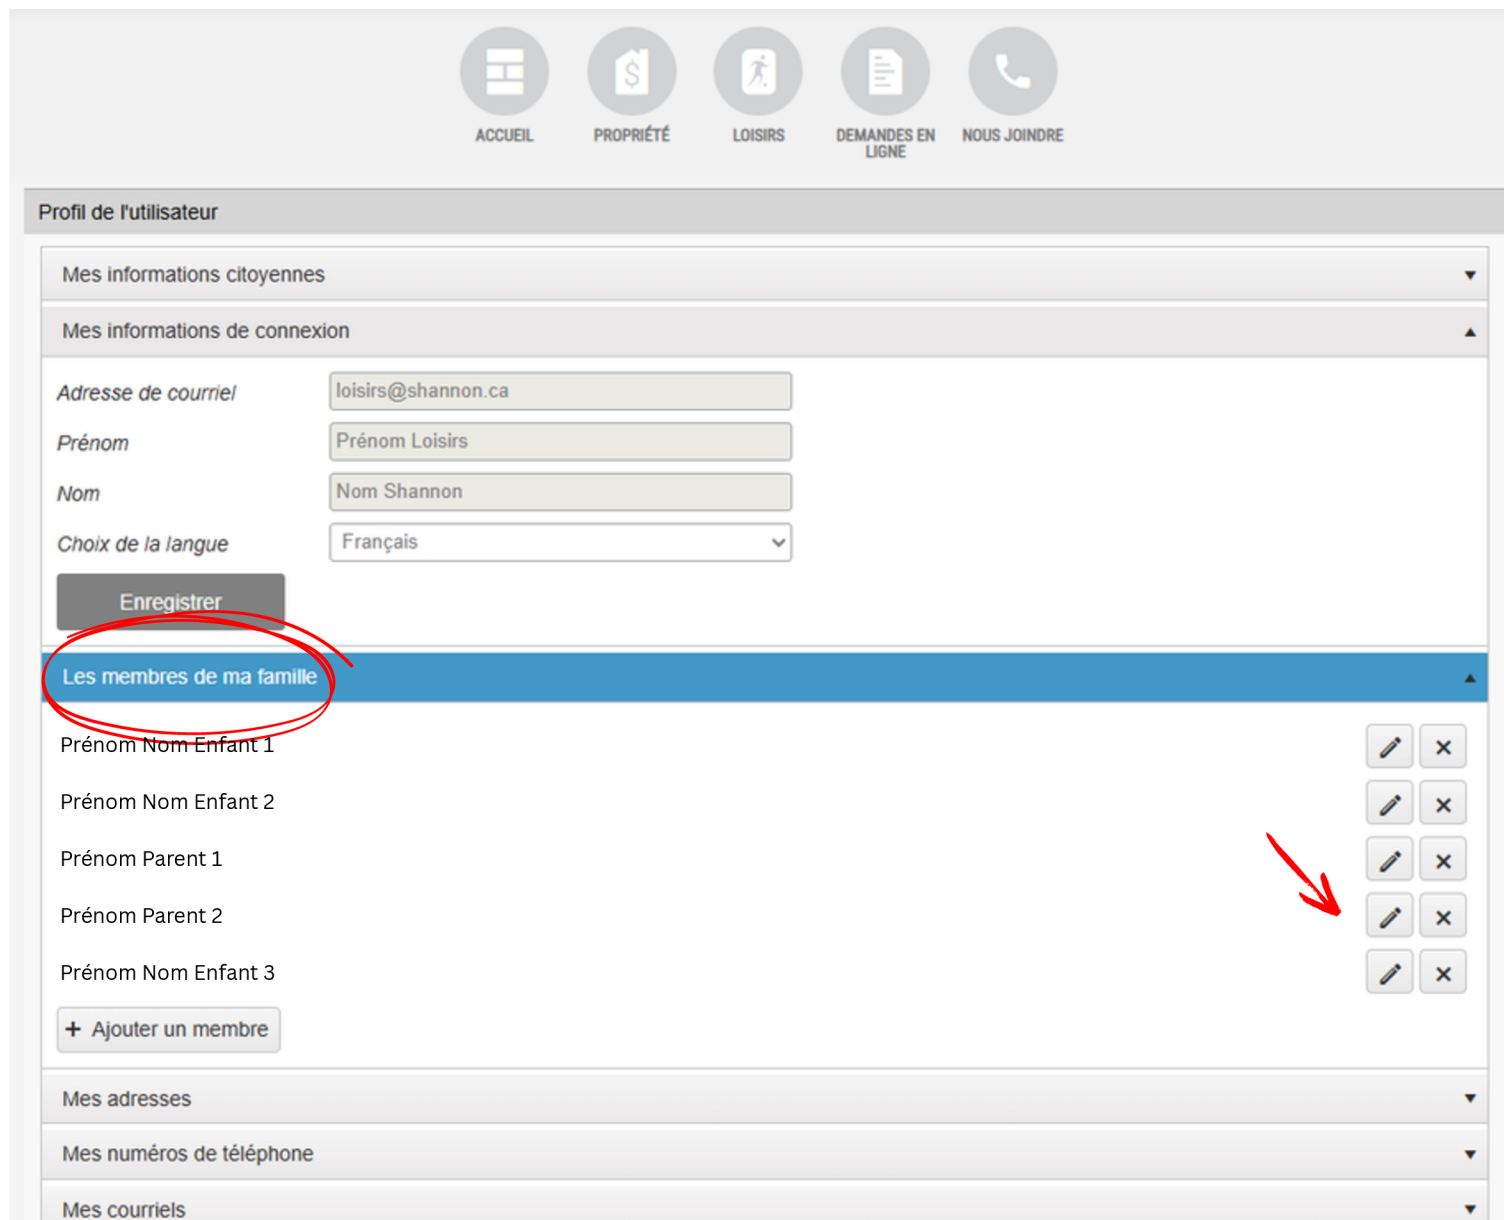 ACCUEIL
PROPRIÉTÉ
LOISIRS
DEMANDES EN
LIGNE
NOUS JOINDRE
Profil de l'utilisateur
Mes informations citoyennes
Mes informations de connexion
Adresse de courriel
loisirs@shannon.ca
Prénom
Prénom Loisirs
Nom
Nom Shannon
Choix de la langue
Français
Enregistrer
Les membres de ma famille
Prénom Nom Enfant 1
Prénom Nom Enfant 2
Prénom Parent 1
Prénom Parent 2
Prénom Nom Enfant 3
+ Ajouter un membre
Mes adresses
Mes numéros de téléphone
Mes courriels